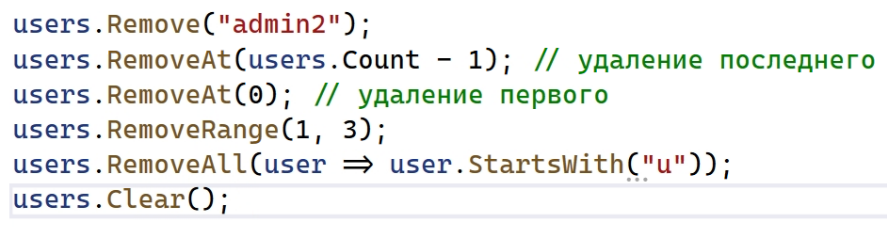 users.Remove("admin2");
users.RemoveAt(users.Count - 1); // удаление последнего
users.RemoveAt(0); // удаление первого
users.RemoveRange(1, 3);
users.RemoveAll(user => user.StartsWith("u"));
users.Clear();